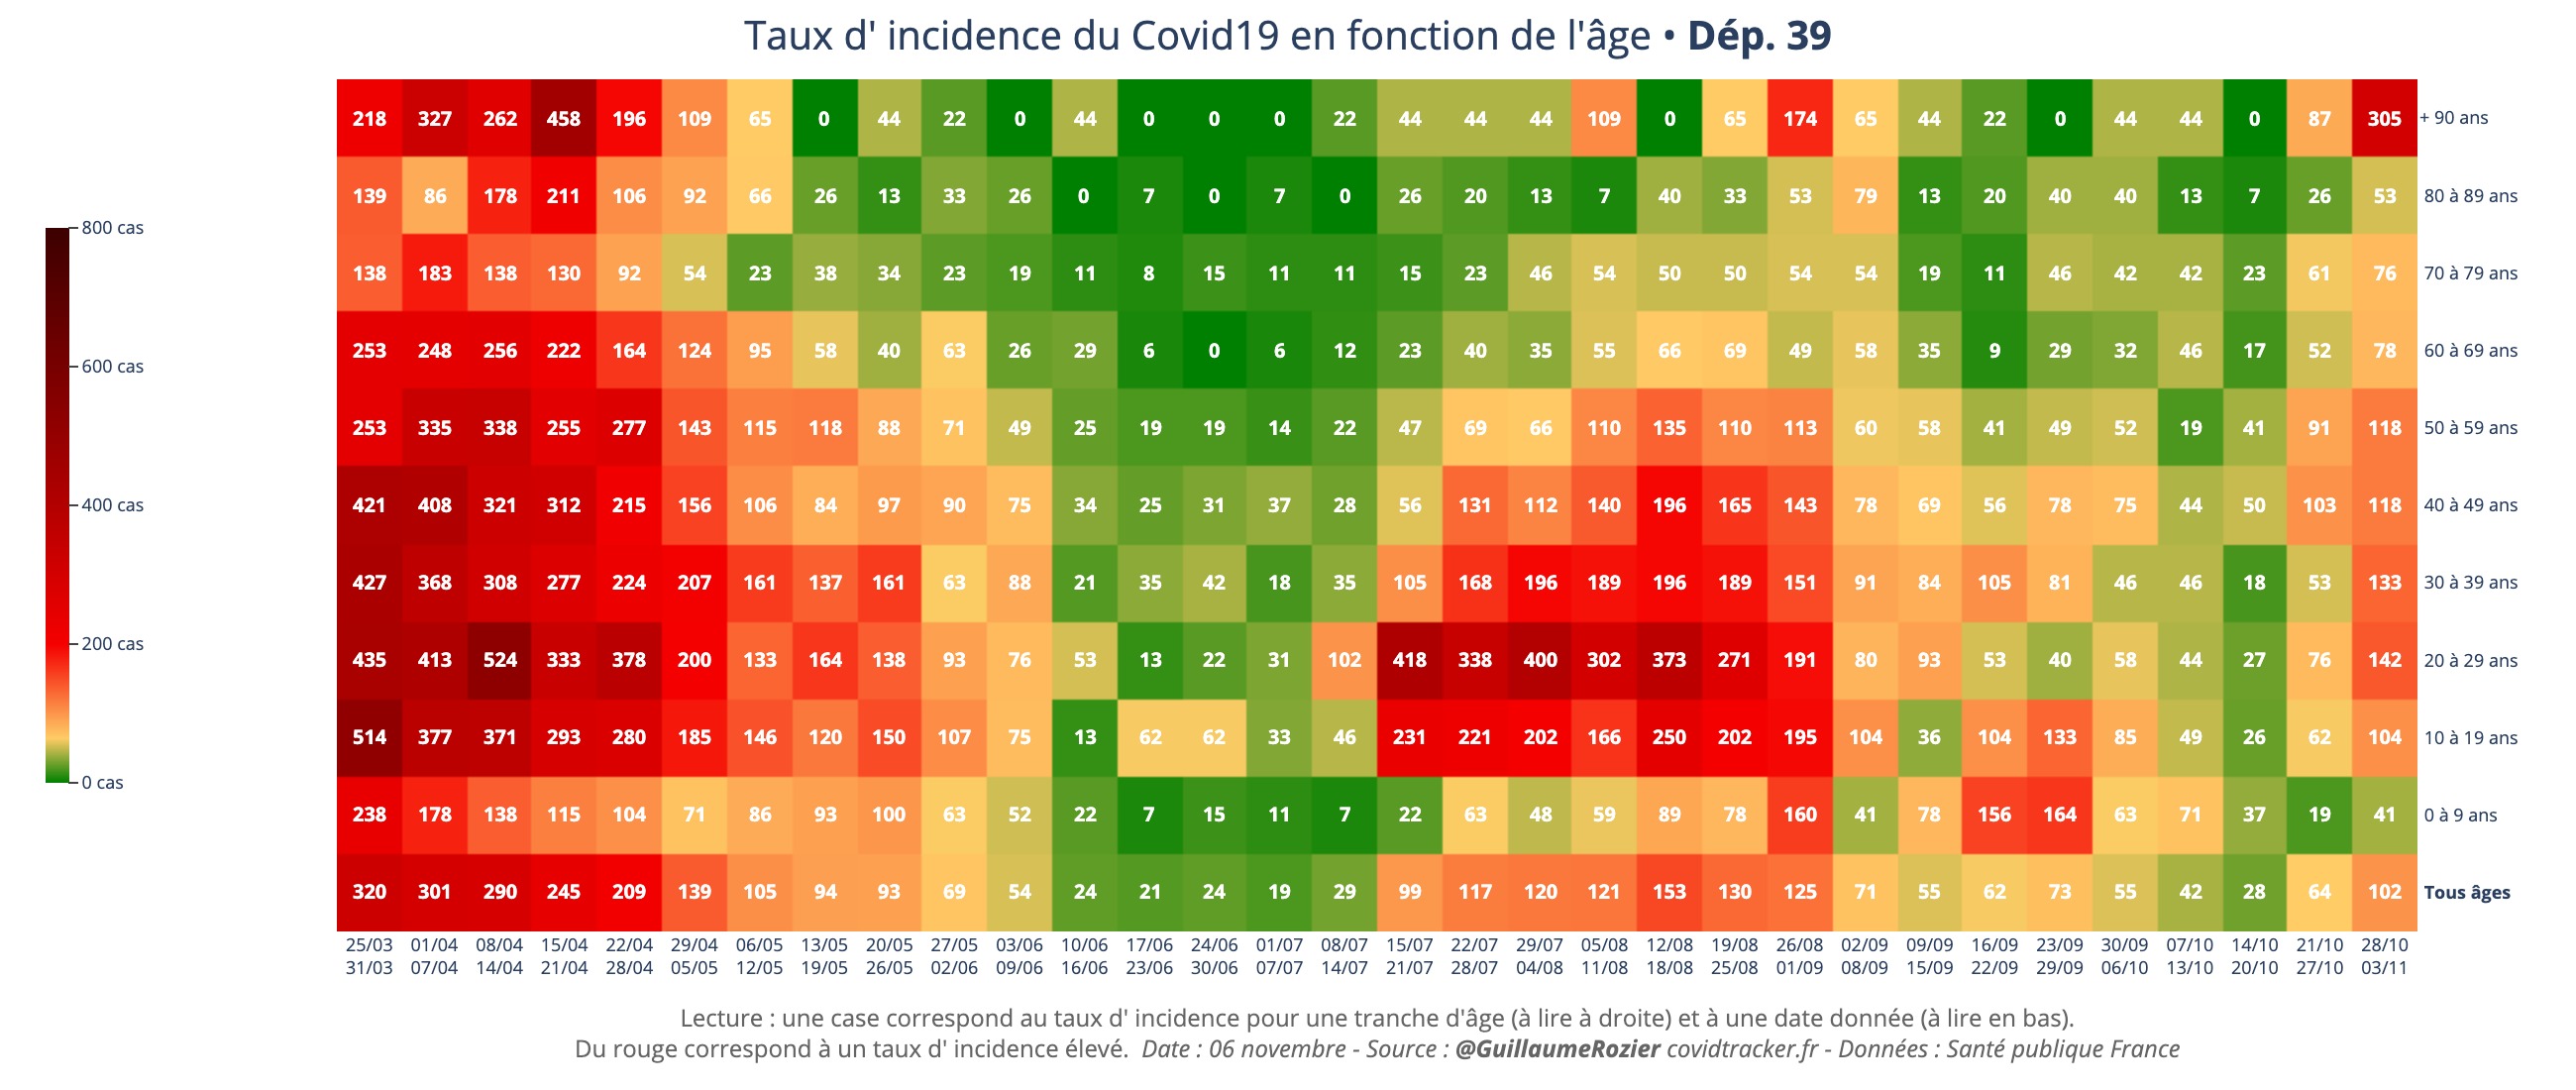 Taux d' incidence du Covid19 en fonction de l'âge • Dép. 39
800 cas
600 cas
400 cas
200 cas
0 cas
218 327 262 458 196 109 65 0 44 22 0 44 0 0 0 22 44 44 44 109 0 65 174 65 44 22 0 44 44 0 87 305 + 90 ans
139 86 178 211 106 92 66 26 13 33 26 0 7 0 7 0 26 20 13 7 40 33 53 79 13 20 40 40 13 7 26 53 80 à 89 ans
138 183 138 130 92 54 23 38 34 23 19 11 8 15 11 11 15 23 46 54 50 50 54 54 19 11 46 42 42 23 61 76 70 à 79 ans
253 248 256 222 164 124 95 58 40 63 26 29 6 0 6 12 23 40 35 55 66 69 49 58 35 9 29 32 46 17 52 78 60 à 69 ans
253 335 338 255 277 143 115 118 88 71 49 25 19 19 14 22 47 69 66 110 135 110 113 60 58 41 49 52 19 41 91 118 50 à 59 ans
421 408 321 312 215 156 106 84 97 90 75 34 25 31 37 28 56 131 112 140 196 165 143 78 69 56 78 75 44 50 103 118 40 à 49 ans
427 368 308 277 224 207 161 137 161 63 88 21 35 42 18 35 105 168 196 189 196 189 151 91 84 105 81 46 46 18 53 133 30 à 39 ans
435 413 524 333 378 200 133 164 138 93 76 53 13 22 31 102 418 338 400 302 373 271 191 80 93 53 40 58 44 27 76 142 20 à 29 ans
514 377 371 293 280 185 146 120 150 107 75 13 62 62 33 46 231 221 202 166 250 202 195 104 36 104 133 85 49 26 62 104 10 à 19 ans
238 178 138 115 104 71 86 93 100 63 52 22 7 15 11 7 22 63 48 59 89 78 160 41 78 156 164 63 71 37 19 41 0 à 9 ans
320 301 290 245 209 139 105 94 93 69 54 24 21 24 19 29 99 117 120 121 153 130 125 71 55 62 73 55 42 28 64 102 Tous âges
25/03 01/04 08/04 15/04 22/04 29/04 06/05 13/05 20/05 27/05 03/06 10/06 17/06 24/06 01/07 08/07 15/07 22/07 29/07 05/08 12/08 19/08 26/08 02/09 09/09 16/09 23/09 30/09 07/10 14/10 21/10 28/10
31/03 07/04 14/04 21/04 28/04 05/05 12/05 19/05 26/05 02/06 09/06 16/06 23/06 30/06 07/07 14/07 21/07 28/07 04/08 11/08 18/08 25/08 01/09 08/09 15/09 22/09 29/09 06/10 13/10 20/10 27/10 03/11
Lecture : une case correspond au taux d' incidence pour une tranche d'âge (à lire à droite) et à une date donnée (à lire en bas).
Du rouge correspond à un taux d' incidence élevé. Date : 06 novembre - Source : @GuillaumeRozier covidtracker.fr - Données : Santé publique France